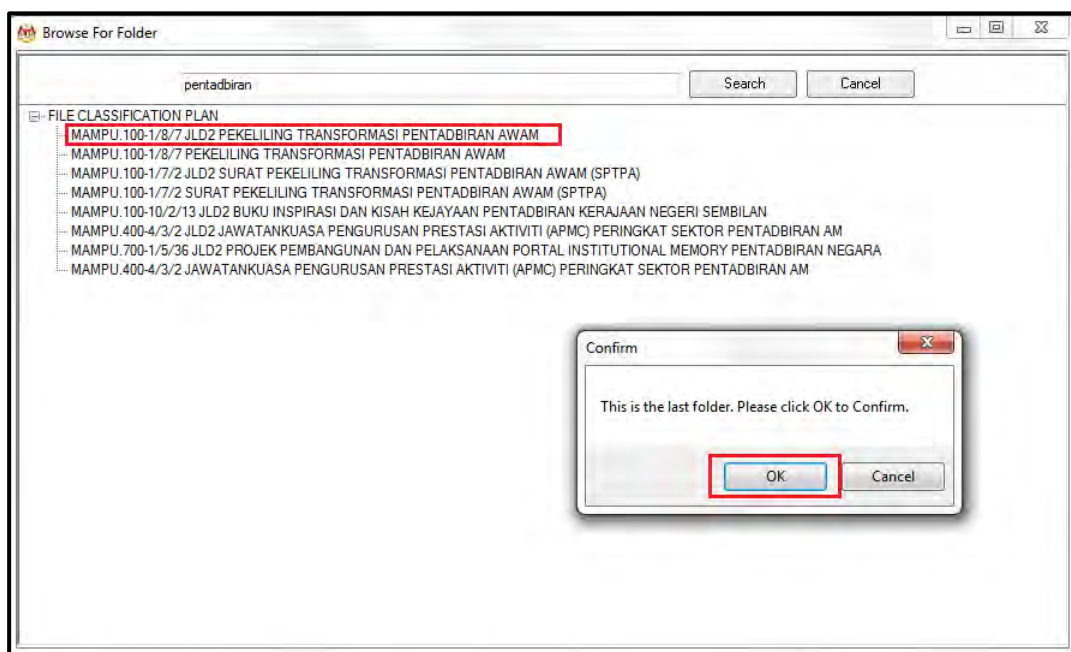 Browse For Folder
pentadbiran Search Cancel
FILE CLASSIFICATION PLAN
MAMPU.100-1/8/7 JLD2 PEKELILING TRANSFORMASI PENTADBIRAN AWAM
MAMPU.100-1/8/7 PEKELILING TRANSFORMASI PENTADBIRAN AWAM
MAMPU.100-1/7/2 JLD2 SURAT PEKELILING TRANSFORMASI PENTADBIRAN AWAM (SPTPA)
MAMPU.100-1/7/2 SURAT PEKELILING TRANSFORMASI PENTADBIRAN AWAM (SPTPA)
MAMPU.100-10/2/13 JLD2 BUKU INSPIRASI DAN KISAH KEJAYAAN PENTADBIRAN KERAJAAN NEGERI SEMBILAN
MAMPU.400-4/3/2 JLD2 JAWATANKUASA PENGURUSAN PRESTASI AKTIVITI (APMC) PERINGKAT SEKTOR PENTADBIRAN AM
MAMPU.700-1/5/36 JLD2 PROJEK PEMBANGUNAN DAN PELAKSANAAN PORTAL INSTITUTIONAL MEMORY PENTADBIRAN NEGARA
MAMPU.400-4/3/2 JAWATANKUASA PENGURUSAN PRESTASI AKTIVITI (APMC) PERINGKAT SEKTOR PENTADBIRAN AM
Confirm
This is the last folder. Please click OK to Confirm.
OK Cancel